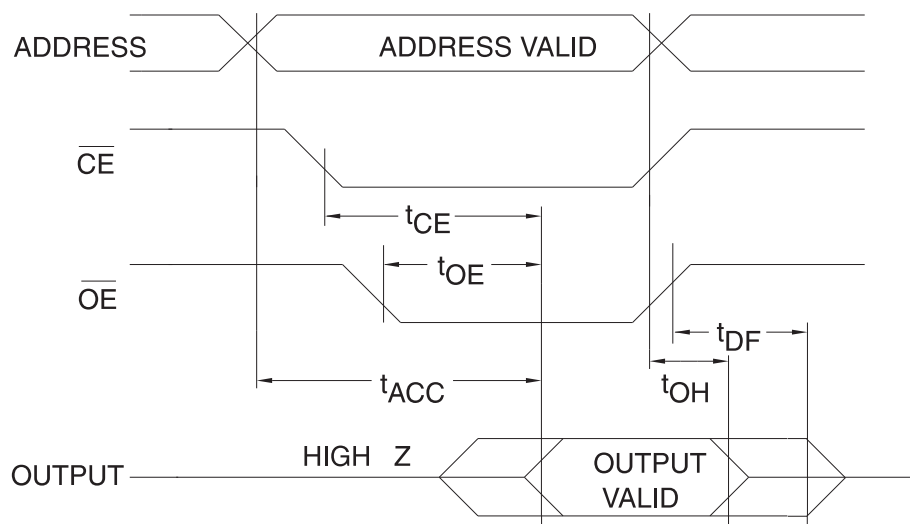 ADDRESS
ADDRESS VALID
CE
tCE
tOE
OE
tDF
tACC
tOH
HIGH Z
OUTPUT
OUTPUT
VALID